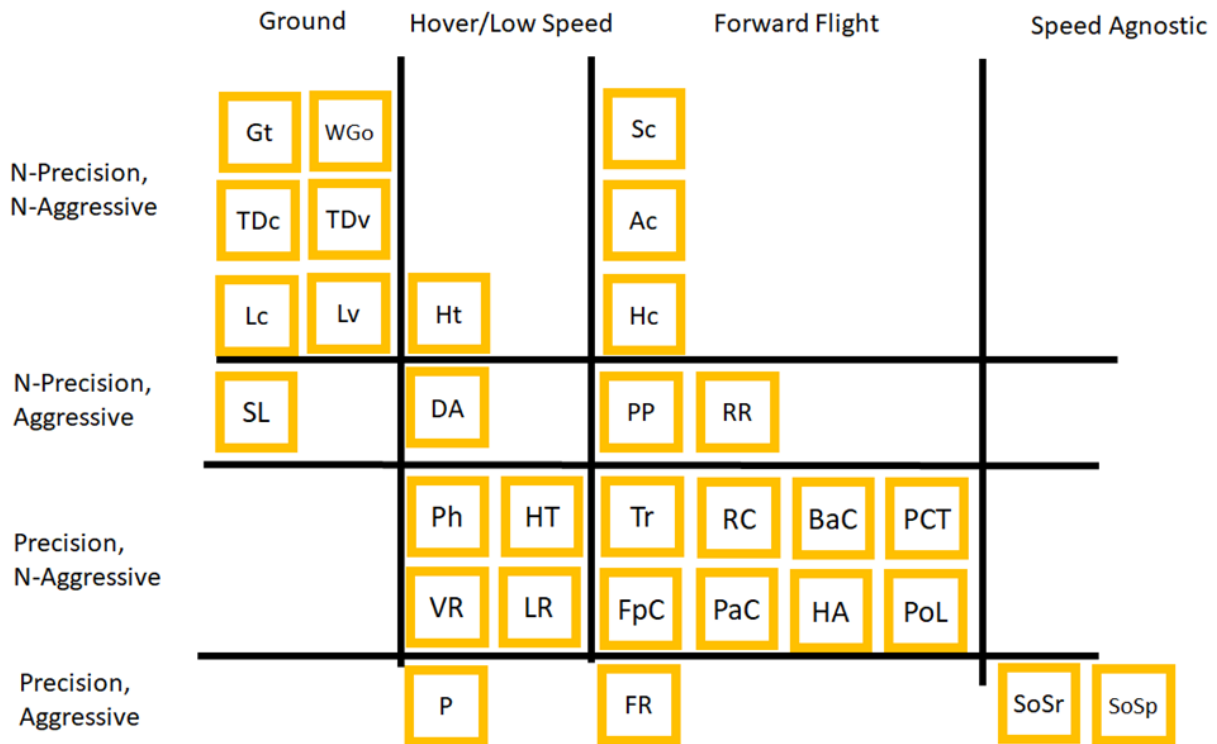 Ground Hover/Low Speed Forward Flight Speed Agnostic
Gt WGo Sc
N-Precision,
N-Aggressive
TDc TDv Ac
Lc Lv Ht Hc
N-Precision,
Aggressive
SL DA PP RR
Ph HT Tr RC BaC PCT
Precision,
N-Aggressive
VR LR FpC PaC HA PoL
Precision,
Aggressive
P FR SoSr SoSp